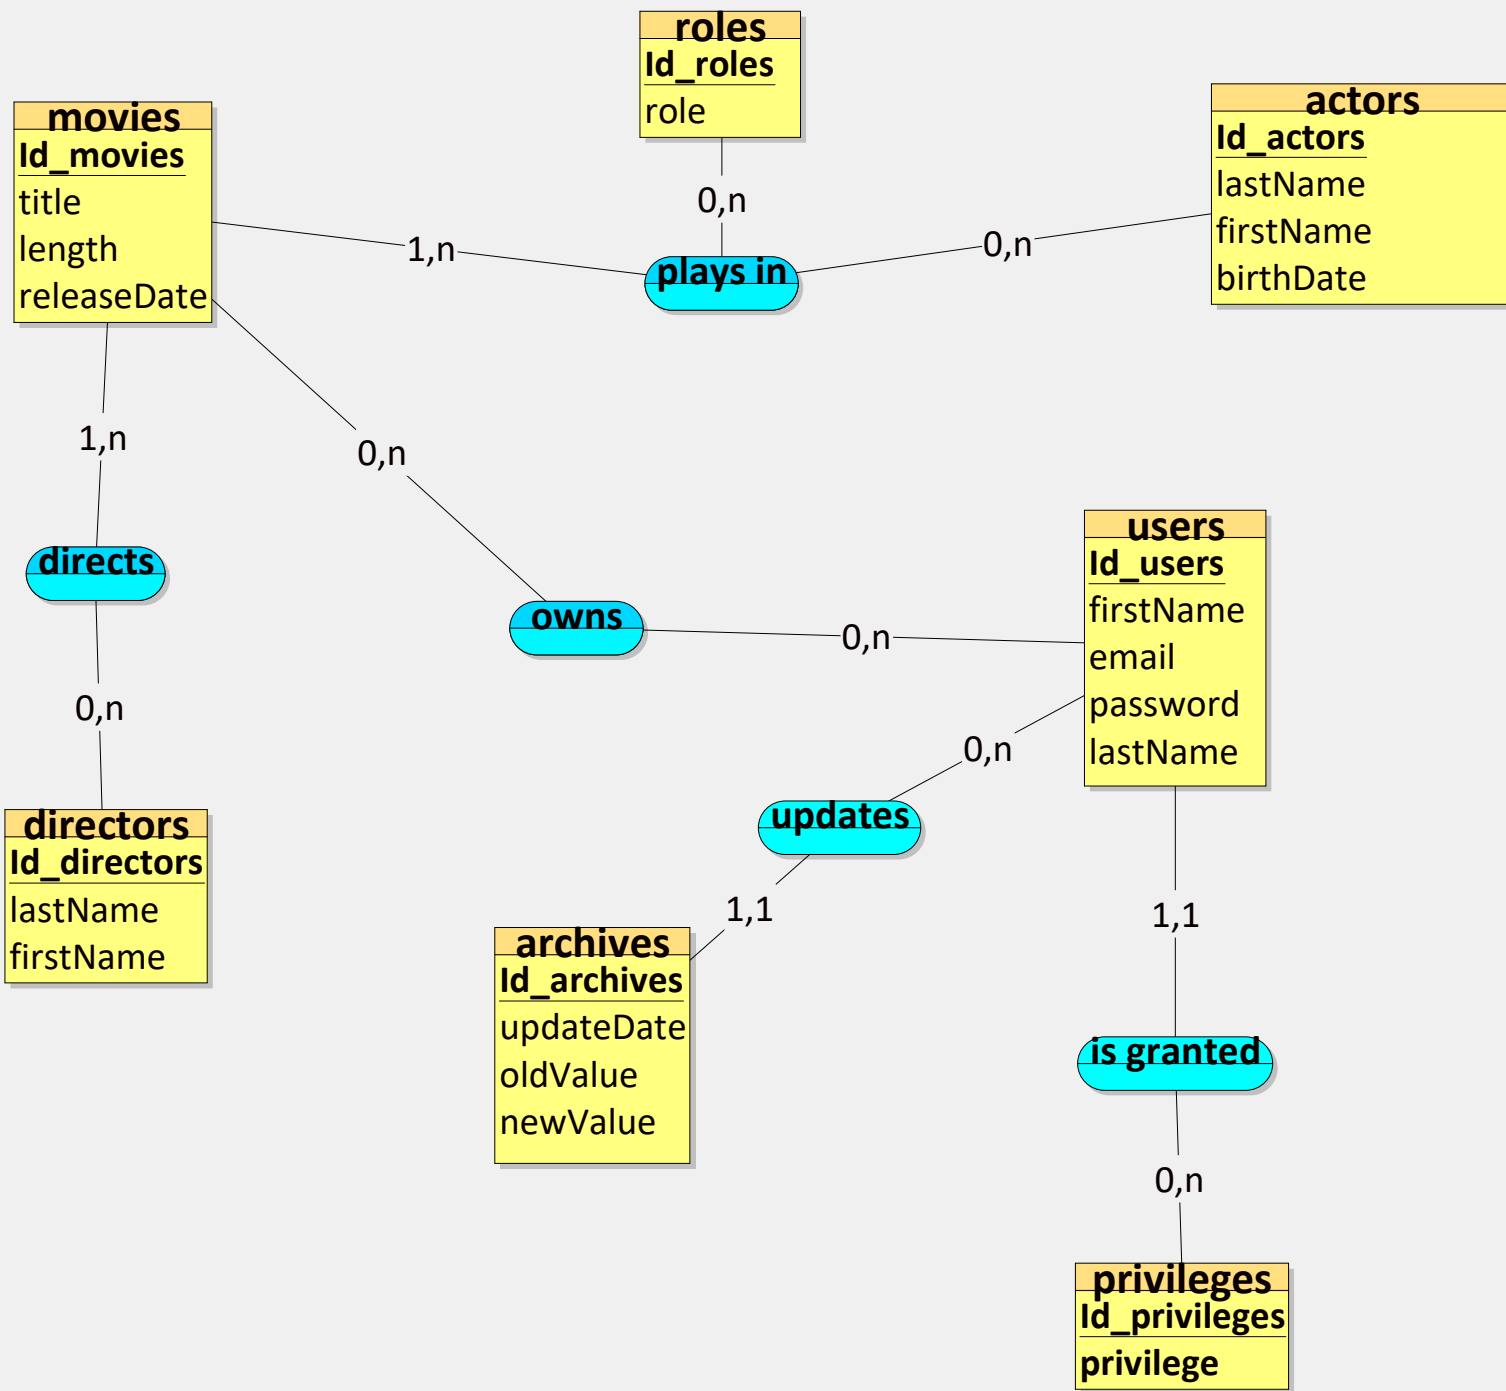 roles
Id_roles
role
movies
Id_movies
title
length
releaseDate
actors
Id_actors
lastName
firstName
birthDate
0,n
1,n
0,n
plays in
1,n
0,n
directs
owns
0,n
users
Id_users
firstName
email
password
lastName
0,n
0,n
updates
directors
Id_directors
lastName
firstName
1,1
1,1
archives
Id_archives
updateDate
oldValue
newValue
is granted
0,n
privileges
Id_privileges
privilege